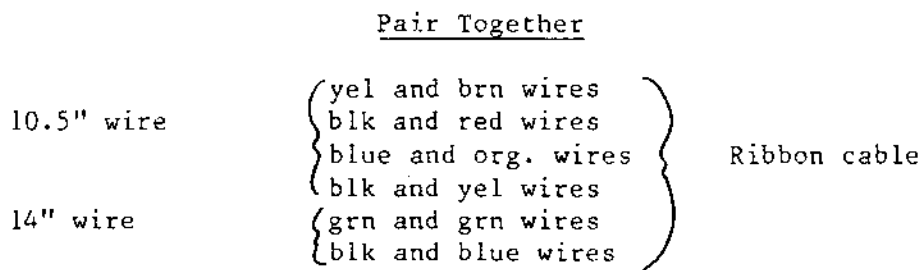 Pair Together
yel and brn wires
10.5" wire blk and red wires
blue and org. wires Ribbon cable
blk and yel wires
14" wire grn and grn wires
blk and blue wires